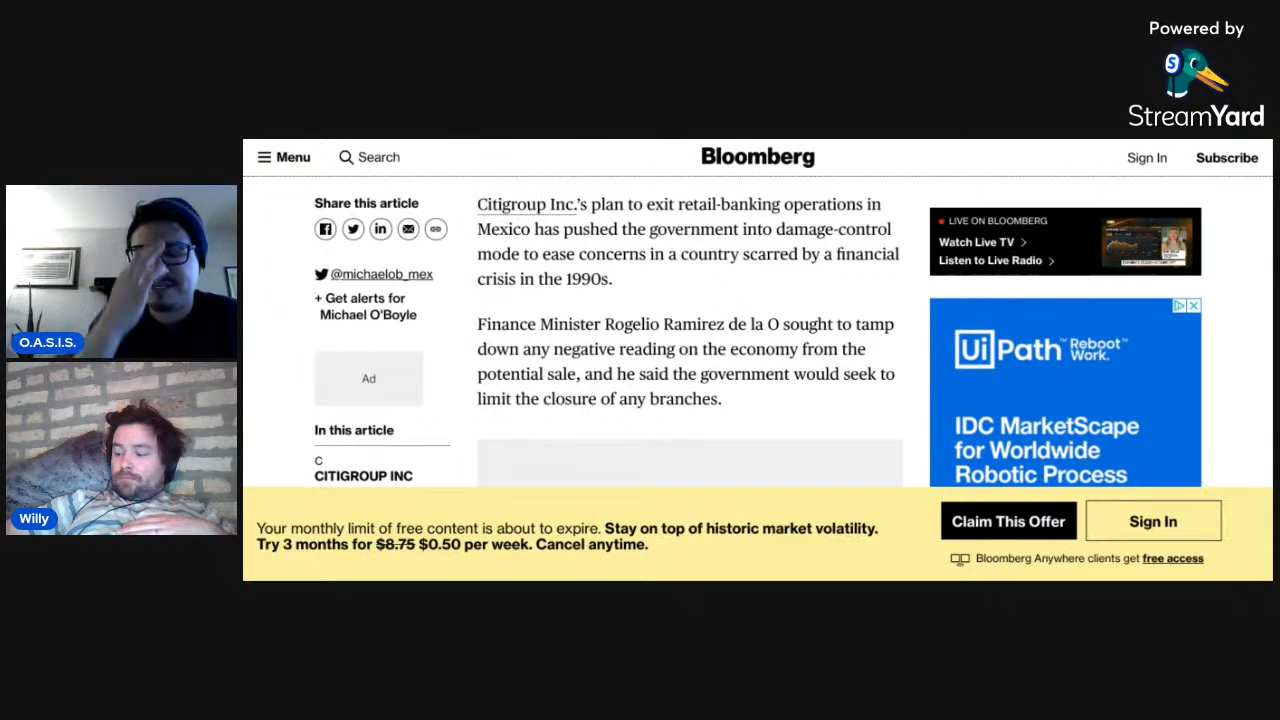 Powered by
S
StreamYard
Menu
Search
Bloomberg
Sign In
Subscribe
Share this article
@michaelob_mex
+ Get alerts for
Michael O'Boyle
Ad
In this article
C
CITIGROUP INC
Citigroup Inc.'s plan to exit retail-banking operations in
Mexico has pushed the government into damage-control
mode to ease concerns in a country scarred by a financial
crisis in the 1990s.
Finance Minister Rogelio Ramirez de la O sought to tamp
down any negative reading on the economy from the
potential sale, and he said the government would seek to
limit the closure of any branches.
LIVE ON BLOOMBERG
Watch Live TV
Listen to Live Radio
UiPath™ Reboot
Work.™
IDC MarketScape
for Worldwide
Robotic Process
O.A.S.I.S.
Willy
Your monthly limit of free content is about to expire. Stay on top of historic market volatility.
Try 3 months for $8.75 $0.50 per week. Cancel anytime.
Claim This Offer
Sign In
Bloomberg Anywhere clients get free access